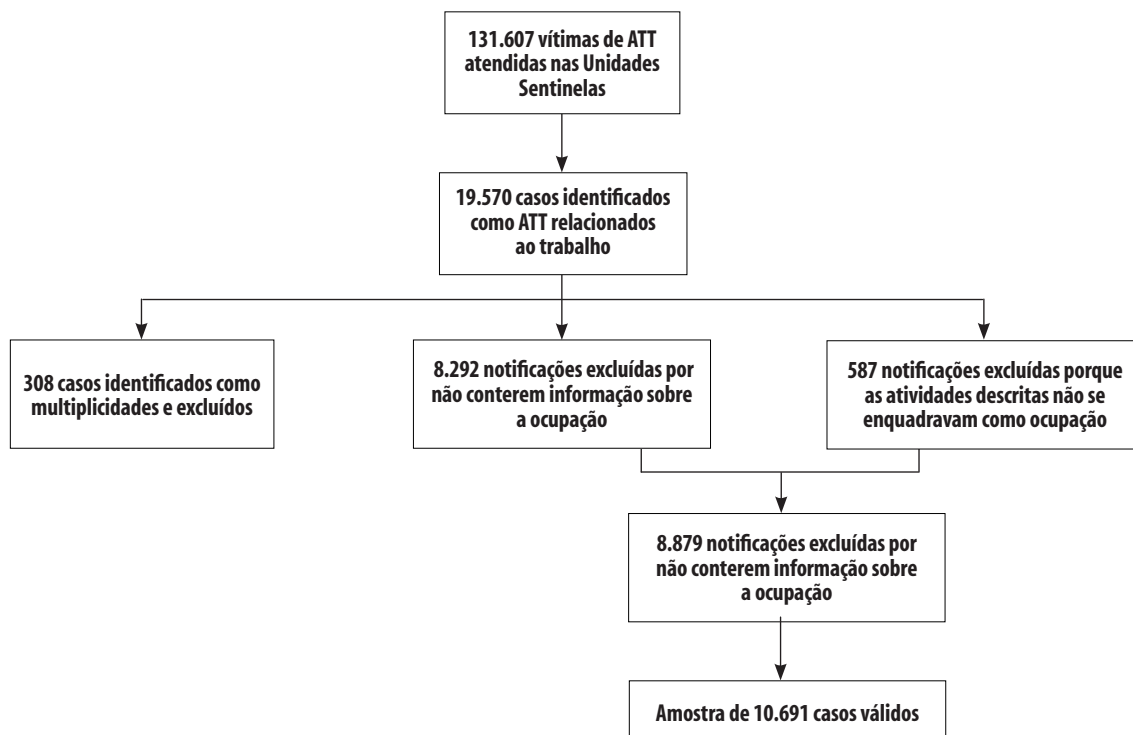 131.607 vítimas de ATT
atendidas nas Unidades
Sentinelas
19.570 casos identificados
como ATT relacionados
ao trabalho
308 casos identificados como
multiplicidades e excluídos
8.292 notificações excluídas por
não conterem informação sobre
a ocupação
587 notificações excluídas porque
as atividades descritas não se
enquadravam como ocupação
8.879 notificações excluídas por
não conterem informação sobre
a ocupação
Amostra de 10.691 casos válidos